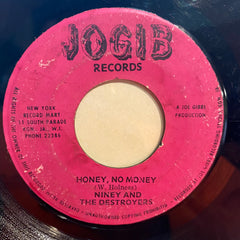 JOGIB
RECORDS
NEW YORK
RECORD MART
15 SOUTH PARADE
KGN. JA. W.I.
PHONE 22386
A JOE GIBBS
PRODUCTION
HONEY, NO MONEY
(W. Holness)
NINEY AND
THE DESTROYERS